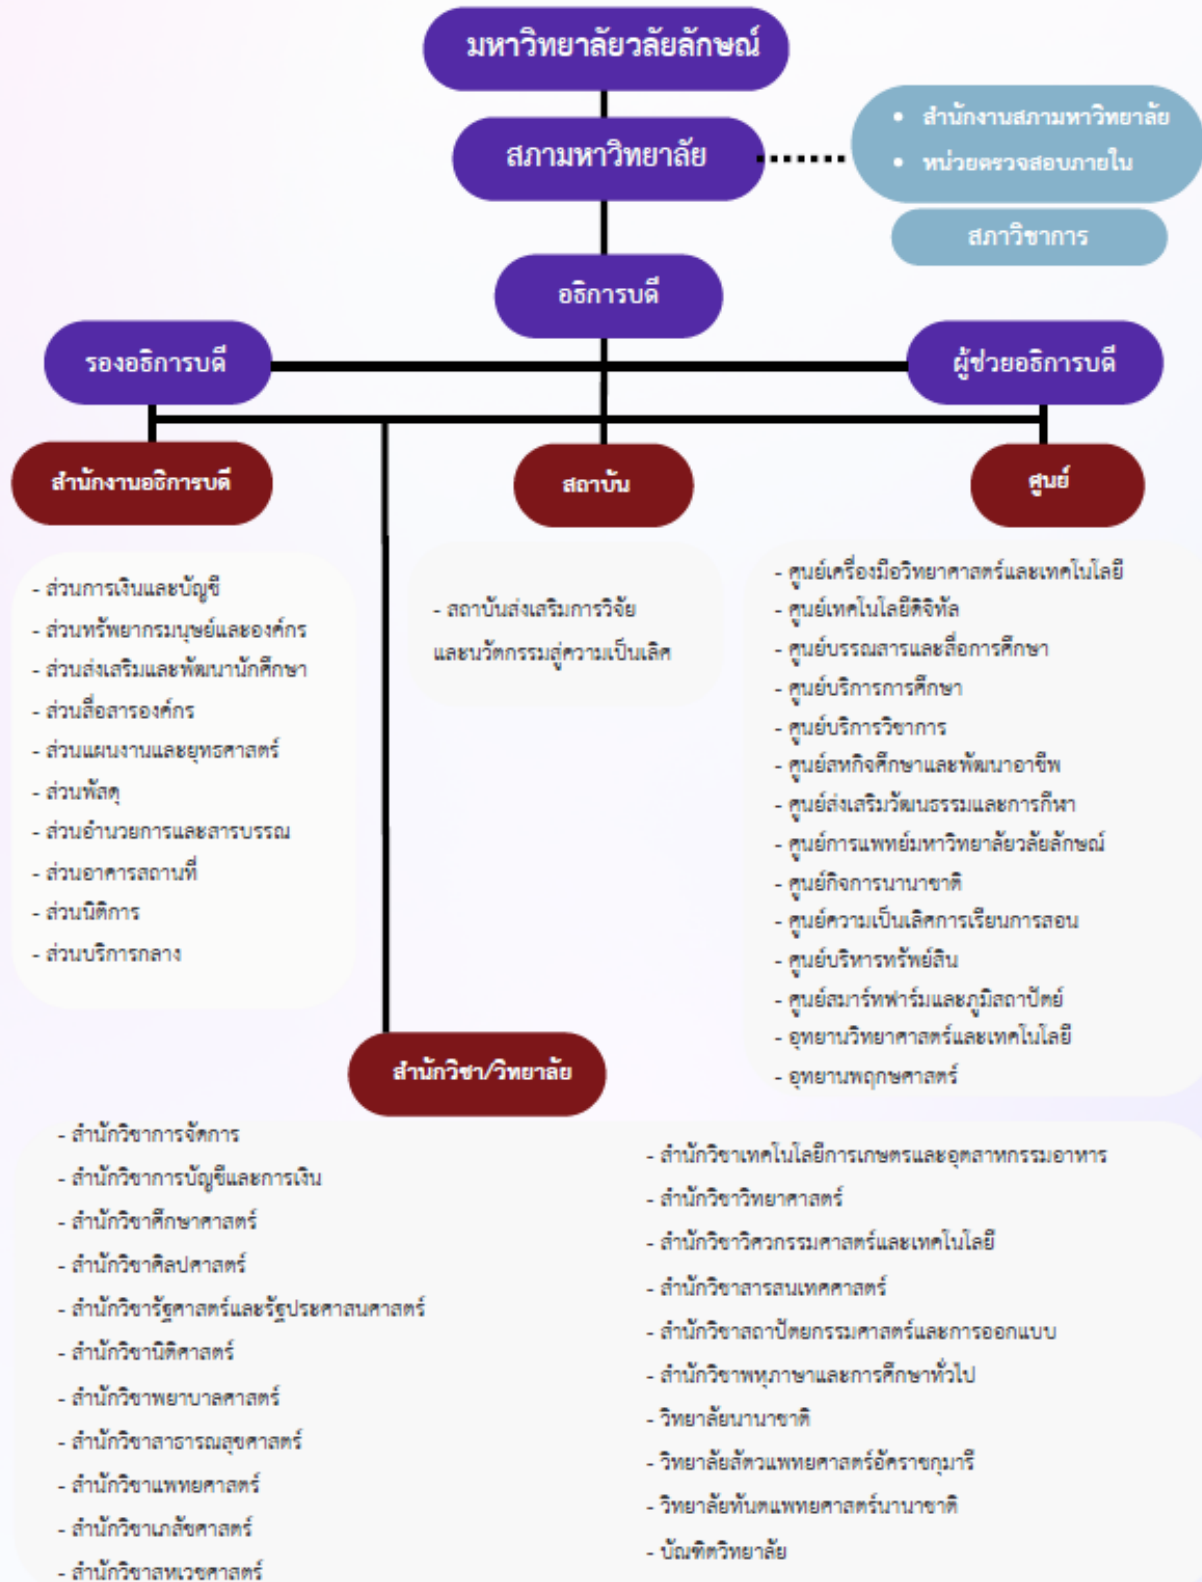 มหาวิทยาลัยวลัยลักษณ์
สภามหาวิทยาลัย
• สำนักงานสภามหาวิทยาลัย
• หน่วยตรวจสอบภายใน
สภาวิชาการ
อธิการบดี
รองอธิการบดี
ผู้ช่วยอธิการบดี
สำนักงานอธิการบดี
- ส่วนการเงินและบัญชี
- ส่วนทรัพยากรมนุษย์และองค์กร
- ส่วนส่งเสริมและพัฒนานักศึกษา
- ส่วนสื่อสารองค์กร
- ส่วนแผนงานและยุทธศาสตร์
- ส่วนพัสดุ
- ส่วนอำนวยการและสารบรรณ
- ส่วนอาคารสถานที่
- ส่วนนิติการ
- ส่วนบริการกลาง
สถาบัน
- สถาบันส่งเสริมการวิจัย
และนวัตกรรมสู่ความเป็นเลิศ
ศูนย์
- ศูนย์เครื่องมือวิทยาศาสตร์และเทคโนโลยี
- ศูนย์เทคโนโลยีดิจิทัล
- ศูนย์บรรณสารและสื่อการศึกษา
- ศูนย์บริการการศึกษา
- ศูนย์บริการวิชาการ
- ศูนย์สหกิจศึกษาและพัฒนาอาชีพ
- ศูนย์ส่งเสริมวัฒนธรรมและการกีฬา
- ศูนย์การแพทย์มหาวิทยาลัยวลัยลักษณ์
- ศูนย์กิจการนานาชาติ
- ศูนย์ความเป็นเลิศการเรียนการสอน
- ศูนย์บริหารทรัพย์สิน
- ศูนย์สมาร์ทฟาร์มและภูมิสถาปัตย์
- อุทยานวิทยาศาสตร์และเทคโนโลยี
- อุทยานพฤกษศาสตร์
สำนักวิชา/วิทยาลัย
- สำนักวิชาการจัดการ
- สำนักวิชาการบัญชีและการเงิน
- สำนักวิชาศึกษาศาสตร์
- สำนักวิชาศิลปศาสตร์
- สำนักวิชารัฐศาสตร์และรัฐประศาสนศาสตร์
- สำนักวิชานิติศาสตร์
- สำนักวิชาพยาบาลศาสตร์
- สำนักวิชาสาธารณสุขศาสตร์
- สำนักวิชาแพทยศาสตร์
- สำนักวิชาเภสัชศาสตร์
- สำนักวิชาสหเวชศาสตร์
- สำนักวิชาเทคโนโลยีการเกษตรและอุตสาหกรรมอาหาร
- สำนักวิชาวิทยาศาสตร์
- สำนักวิชาวิศวกรรมศาสตร์และเทคโนโลยี
- สำนักวิชาสารสนเทศศาสตร์
- สำนักวิชาสถาปัตยกรรมศาสตร์และการออกแบบ
- สำนักวิชาพหุภาษาและการศึกษาทั่วไป
- วิทยาลัยนานาชาติ
- วิทยาลัยสัตวแพทยศาสตร์อัคราชกุมารี
- วิทยาลัยทันตแพทยศาสตร์นานาชาติ
- บัณฑิตวิทยาลัย